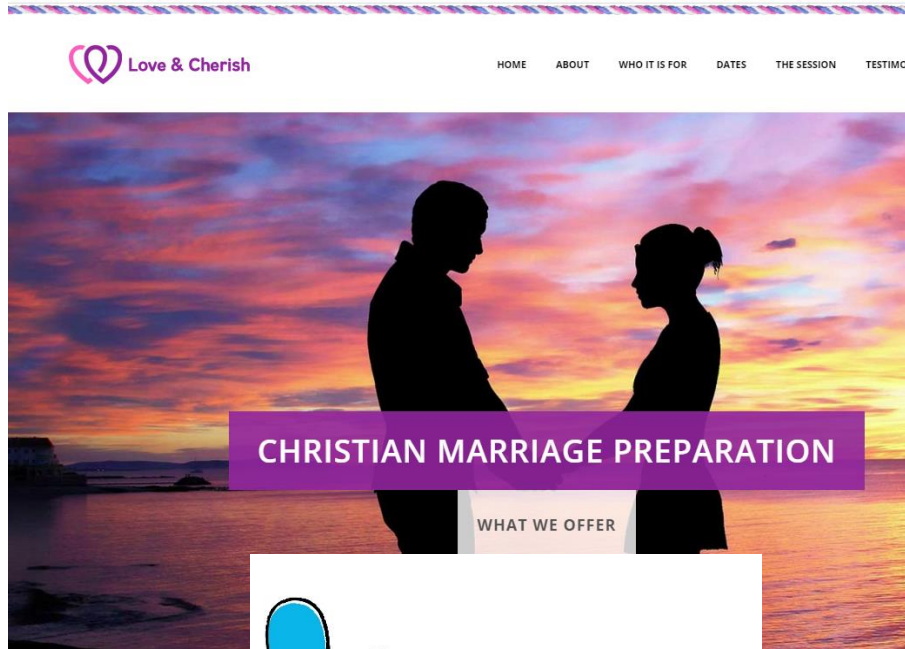 Love & Cherish
HOME ABOUT WHO IT IS FOR DATES THE SESSION
CHRISTIAN MARRIAGE PREPARATION
WHAT WE OFFER